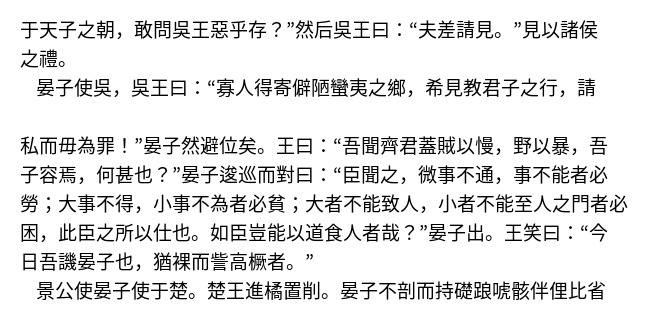 于天子之朝，敢問吳王惡乎存？”然后吳王曰：“夫差請見。”見以諸侯
之禮。
晏子使吳，吳王曰：“寡人得寄僻陋蠻夷之鄉，希見教君子之行，請
私而毋為罪！”晏子然避位矣。王曰：“吾聞齊君蓋賊以慢，野以暴，吾
子容焉，何甚也？”晏子逡巡而對曰：“臣聞之，微事不通，事不能者必
勞；大事不得，小事不為者必貧；大者不能致人，小者不能至人之門者必
困，此臣之所以仕也。如臣豈能以道食人者哉？”晏子出。王笑曰：“今
日吾譏晏子也，猶裸而訾高橛者。”
景公使晏子使于楚。楚王進橘置削。晏子不剖而持礎踉唬骸伴俚比省